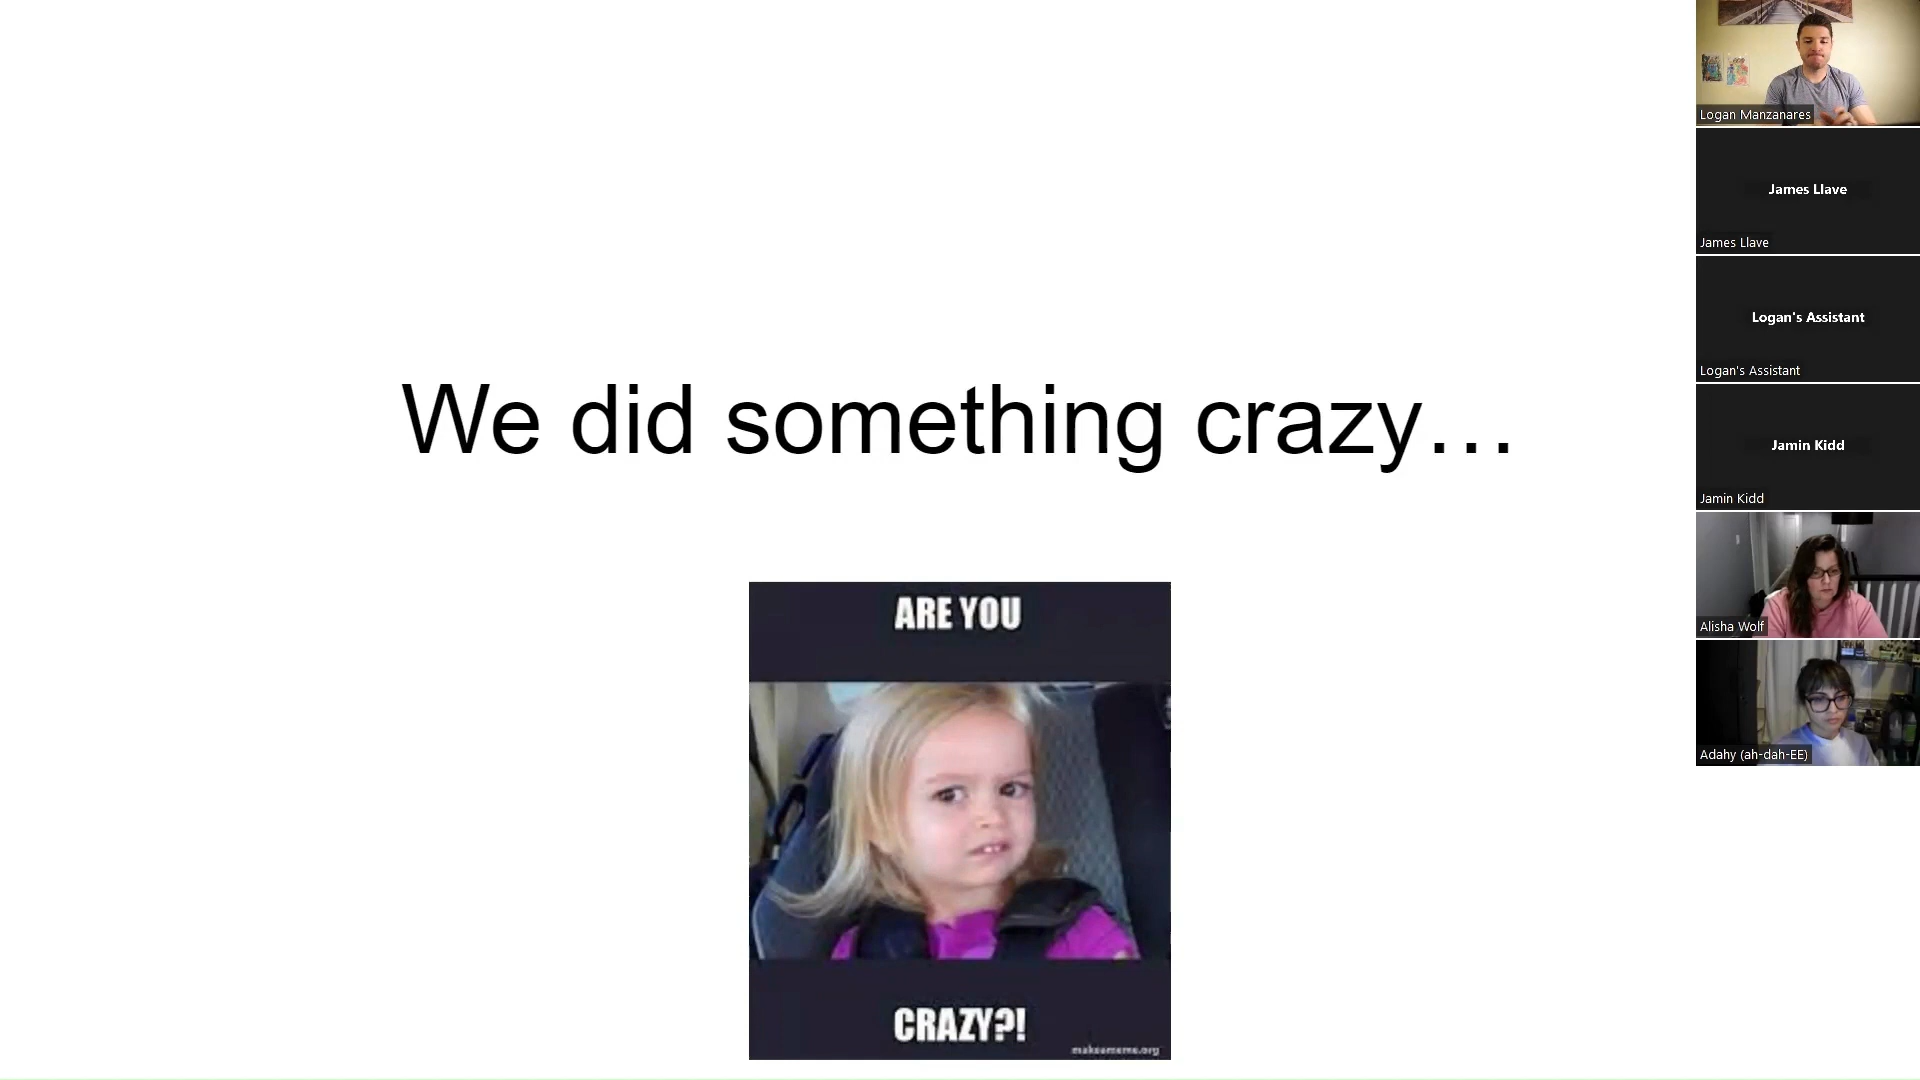 We did something crazy…
ARE YOU
CRAZY?!
makeameme.org
Logan Manzanares
James Llave
James Llave
Logan's Assistant
Logan's Assistant
Jamin Kidd
Jamin Kidd
Alisha Wolf
Adahy (ah-dah-EE)